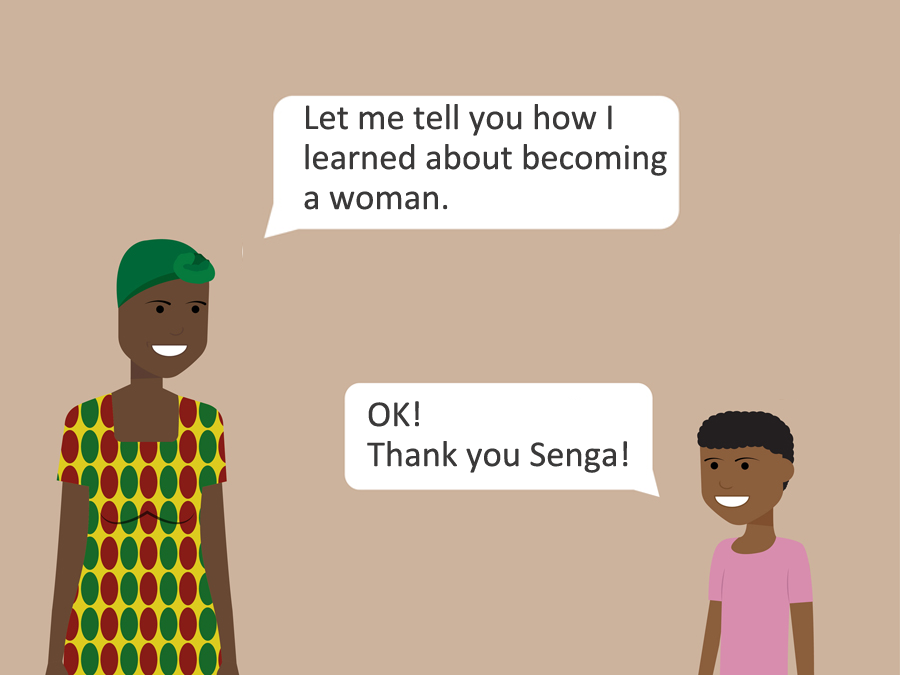 Let me tell you how I
learned about becoming
a woman.
OK!
Thank you Senga!